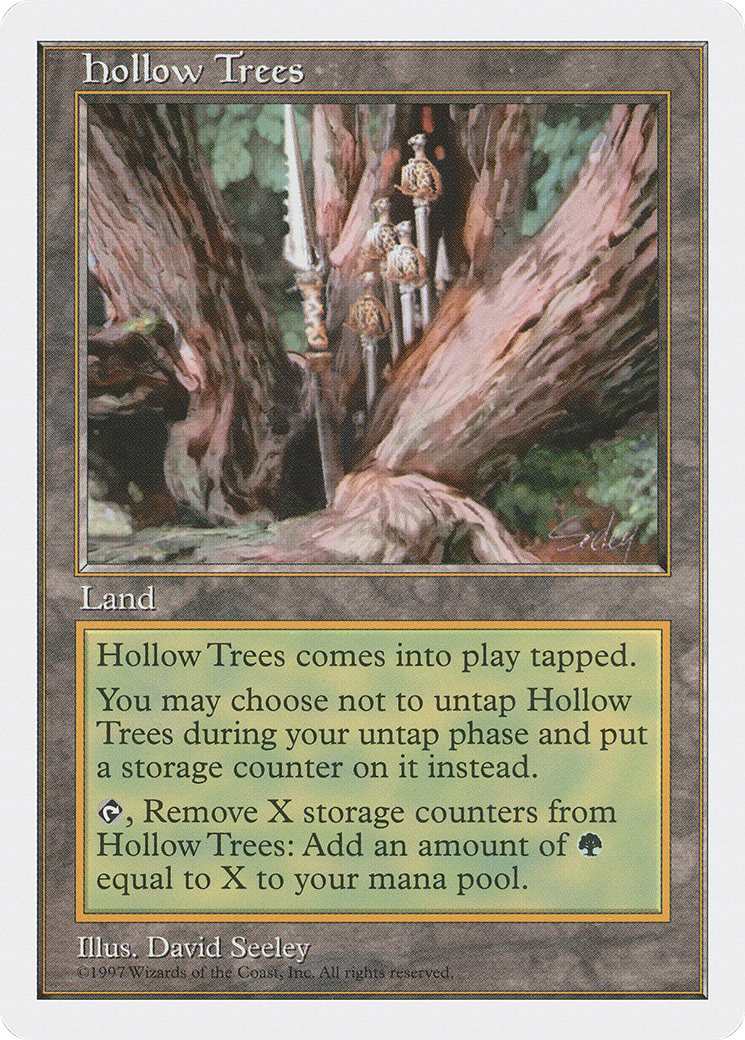 Hollow Trees
Seeley
Land
Hollow Trees comes into play tapped.
You may choose not to untap Hollow
Trees during your untap phase and put
a storage counter on it instead.
, Remove X storage counters from
Hollow Trees: Add an amount of
equal to X to your mana pool.
Illus. David Seeley
©1997 Wizards of the Coast, Inc. All rights reserved.